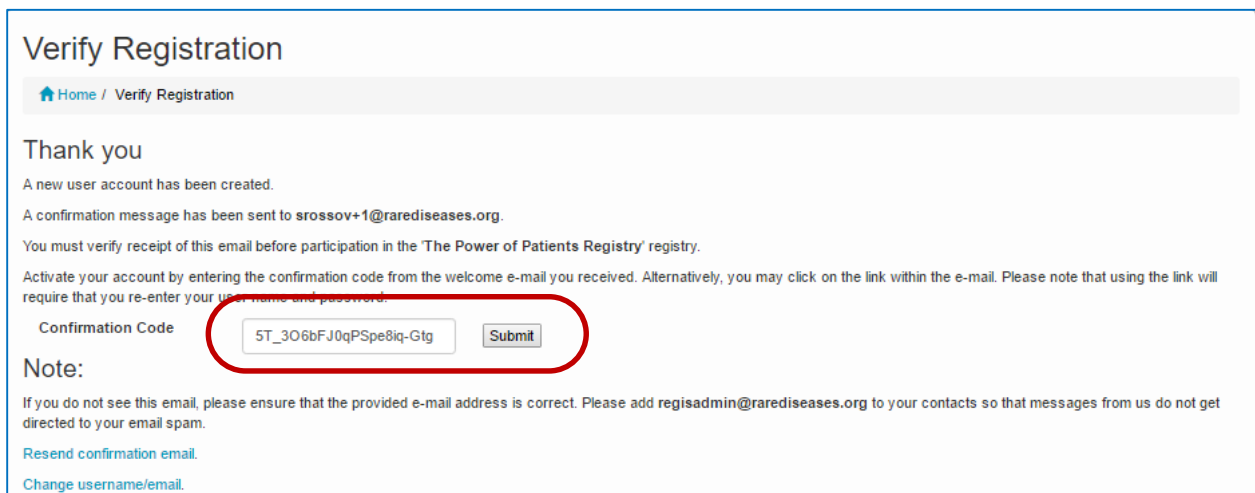 Verify Registration
Home / Verify Registration
Thank you
A new user account has been created.
A confirmation message has been sent to srossov+1@rarediseases.org.
You must verify receipt of this email before participation in the 'The Power of Patients Registry' registry.
Activate your account by entering the confirmation code from the welcome e-mail you received. Alternatively, you may click on the link within the e-mail. Please note that using the link will
require that you re-enter your user name and password.
Confirmation Code 5T_3O6bFJ0qPSpe8iq-Gtg Submit
Note:
If you do not see this email, please ensure that the provided e-mail address is correct. Please add regisadmin@rarediseases.org to your contacts so that messages from us do not get
directed to your email spam.
Resend confirmation email.
Change username/email.